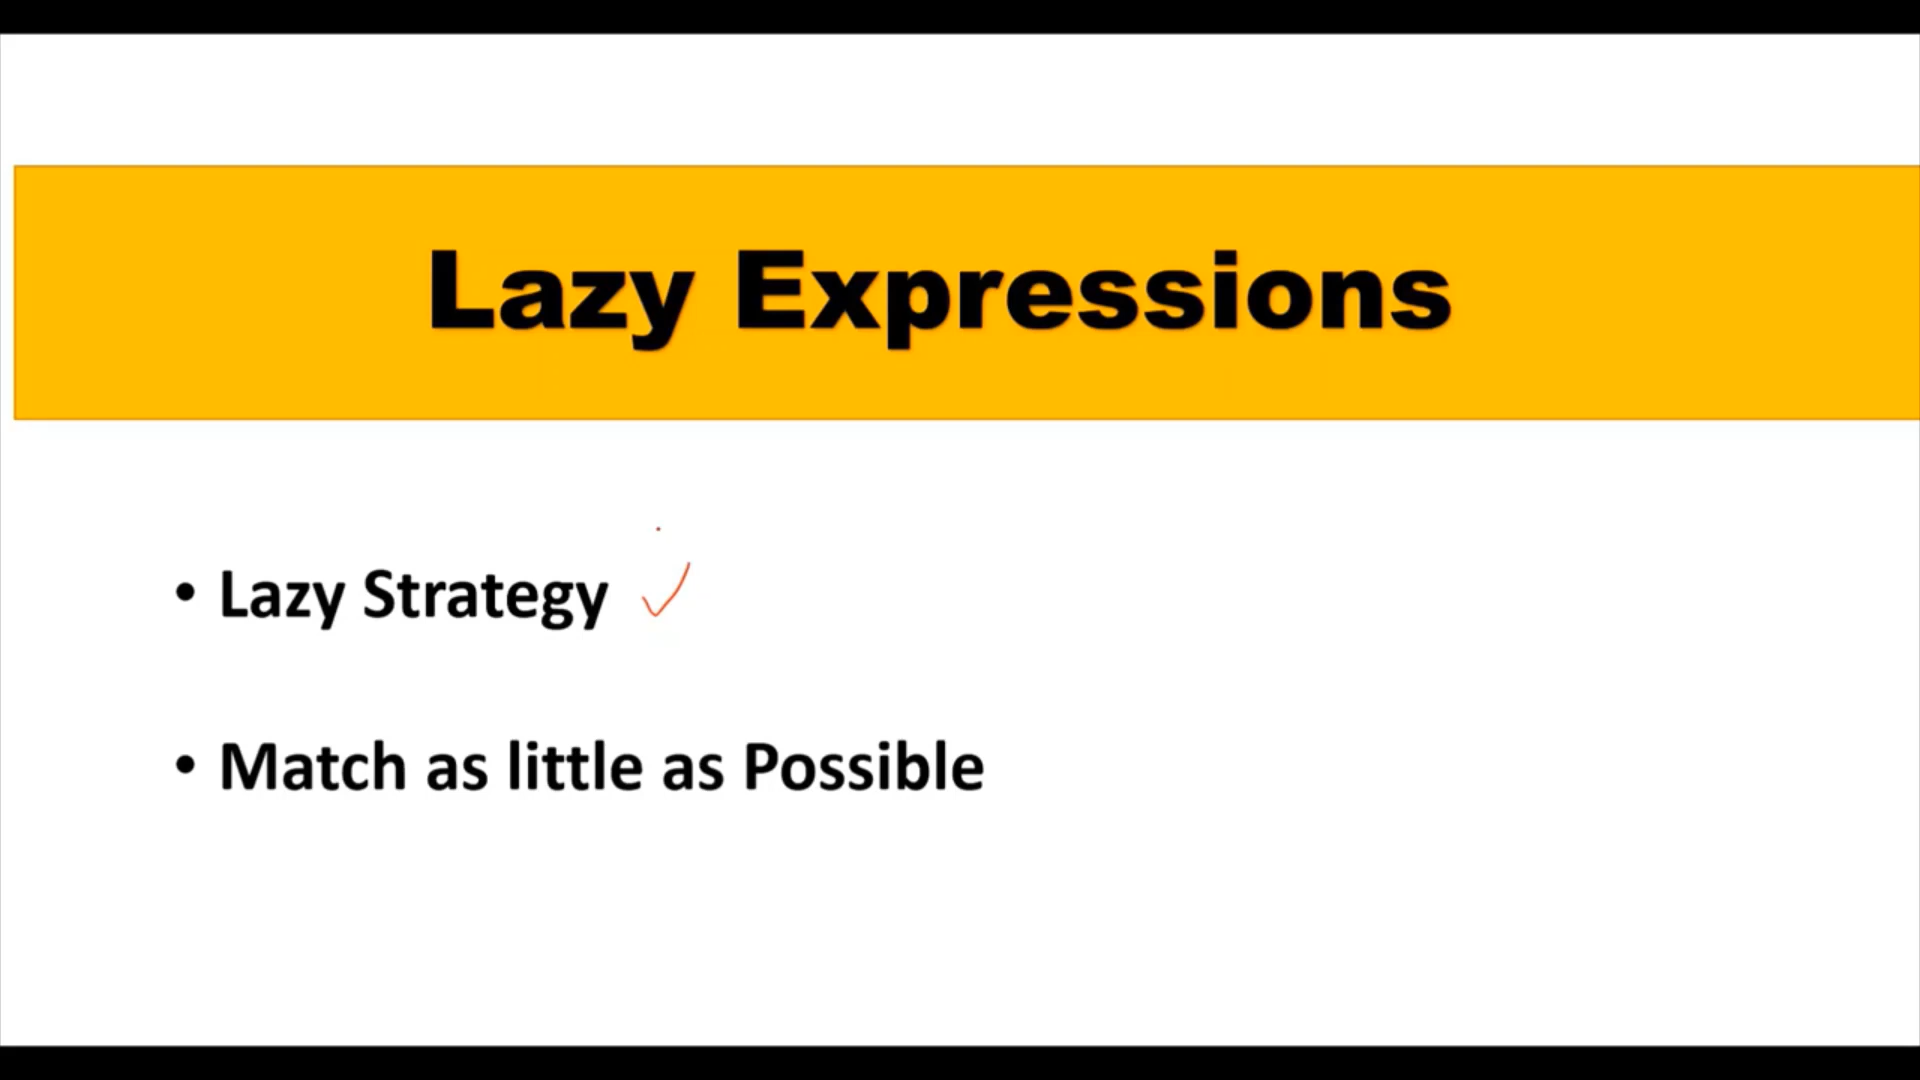 Lazy Expressions
• Lazy Strategy
• Match as little as Possible